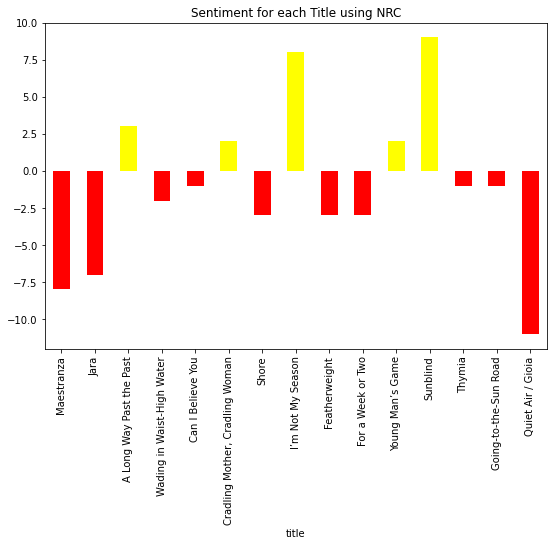 Sentiment for each Title using NRC
10.0
7.5
5.0
2.5
0.0
−2.5
−5.0
−7.5
−10.0
Maestranza
Jara
A Long Way Past the Past
Wading in Waist-High Water
Can I Believe You
Cradling Mother, Cradling Woman
Shore
I’m Not My Season
Featherweight
For a Week or Two
Young Man’s Game
Sunblind
Thymia
Going-to-the-Sun Road
Quiet Air / Gioia
title